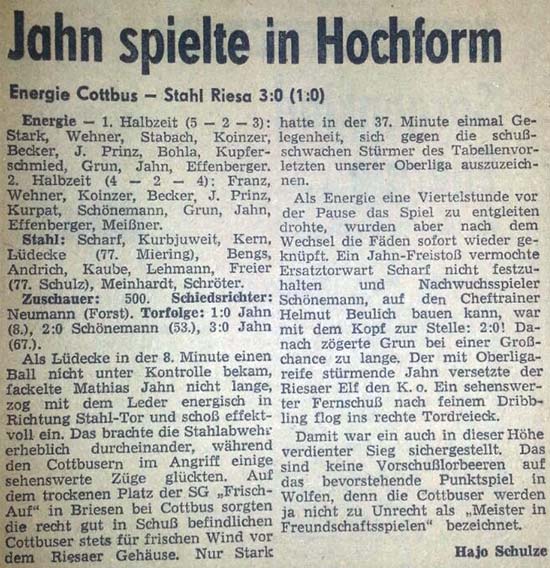 Jahn spielte in Hochform
Energie Cottbus – Stahl Riesa 3:0 (1:0)
Energie – 1. Halbzeit (5 – 2 – 3):
Stark, Wehner, Stabach, Koinzer,
Becker, J. Prinz, Bohla, Kupfer-
schmied, Grun, Jahn, Effenberger.
2. Halbzeit (4 – 2 – 4): Franz,
Wehner, Koinzer, Becker, J. Prinz,
Kurpat, Schönemann, Grun, Jahn,
Effenberger, Meißner.
Stahl: Scharf, Kurbjuweit, Kern,
Lüdecke (77. Miering), Bengs,
Andrich, Kaube, Lehmann, Freier
(77. Schulz), Meinhardt, Schröter.
Zuschauer: 500. Schiedsrichter:
Neumann (Forst). Torfolge: 1:0 Jahn
(8.), 2:0 Schönemann (53.), 3:0 Jahn
(67.).
Als Lüdecke in der 8. Minute einen
Ball nicht unter Kontrolle bekam,
fackelte Mathias Jahn nicht lange,
zog mit dem Leder energisch in
Richtung Stahl-Tor und schoß effekt-
voll ein. Das brachte die Stahlabwehr
erheblich durcheinander, während
den Cottbusern im Angriff einige
sehenswerte Züge glückten. Auf
dem trockenen Platz der SG „Frisch-
Auf" in Briesen bei Cottbus sorgten
die recht gut in Schuß befindlichen
Cottbuser stets für frischen Wind vor
dem Riesaer Gehäuse. Nur Stark
hatte in der 37. Minute einmal Ge-
legenheit, sich gegen die schuß-
schwachen Stürmer des Tabellenvor-
letzten unserer Oberliga auszuzeich-
nen.
Als Energie eine Viertelstunde vor
der Pause das Spiel zu entgleiten
drohte, wurden aber nach dem
Wechsel die Fäden sofort wieder ge-
knüpft. Ein Jahn-Freistoß vermochte
Ersatztorwart Scharf nicht festzu-
halten und Nachwuchsspieler
Schönemann, auf den Cheftrainer
Helmut Beulich bauen kann, war
mit dem Kopf zur Stelle: 2:0! Da-
nach zögerte Grun bei einer Groß-
chance zu lange. Der mit Oberliga-
reife stürmende Jahn versetzte der
Riesaer Elf den K. o. Ein sehenswer-
ter Fernschuß nach feinem Dribb-
ling flog ins rechte Tordreieck.
Damit war ein auch in dieser Höhe
verdienter Sieg sichergestellt. Das
sind keine Vorschußlorbeeren auf
das bevorstehende Punktspiel in
Wolfen, denn die Cottbuser werden
ja nicht zu Unrecht als „Meister in
Freundschaftsspielen" bezeichnet.
Hajo Schulze